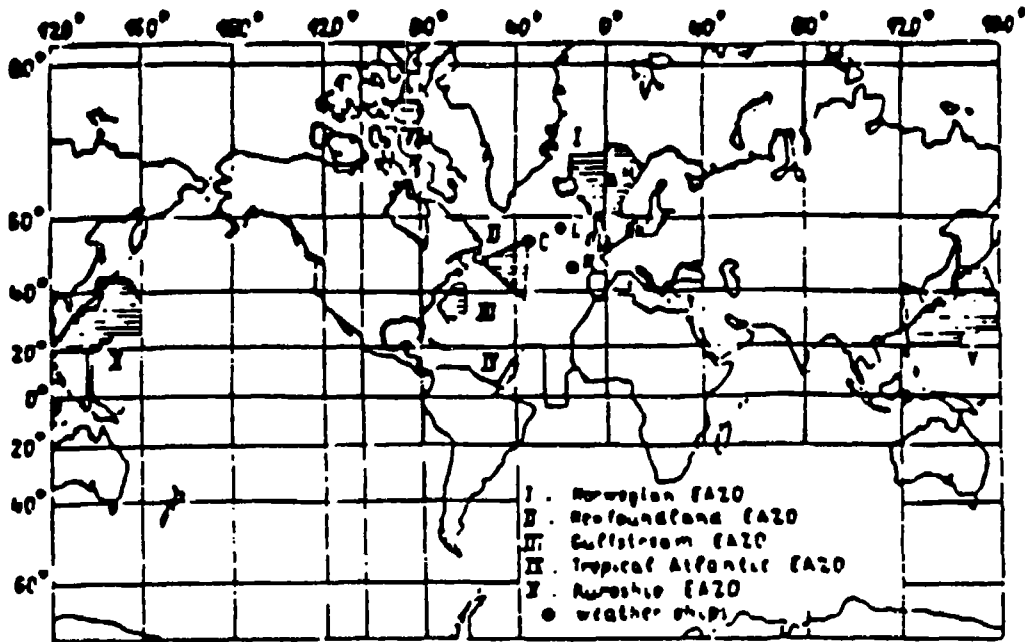 120° 160° 160 120° 80° 40° 0° 40° 80° 120° 160°
80°
I
60°
II C
L
R
40°
III
20° IV
X V
0°
20°
40°
60°
I . Norwegian EAZO
II . Newfoundland EAZO
III Gulfstream EAZO
IV . Tropical Atlantic EAZO
V . Kuroshio EAZO
● weather ships